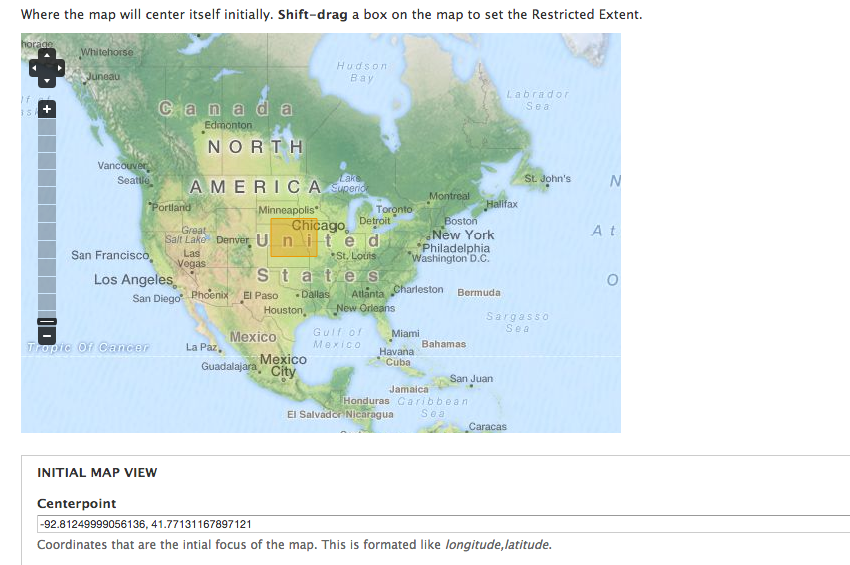 Where the map will center itself initially. Shift-drag a box on the map to set the Restricted Extent.
horage
Whitehorse
Juneau
Hudson
Bay
Labrador
Sea
Canada
Edmonton
NORTH
AMERICA
Vancouver
Seattle
Lake
Superior
St. John's
N
Portland
Minneapolis
Toronto
Montreal
Halifax
Great
Salt Lake
Denver
Chicago
Detroit
Boston
New York
At
United
San Francisco
Las
Vegas
St. Louis
Philadelphia
Washington D.C.
Los Angeles
States
O
San Diego
Phoenix
El Paso
Dallas
Atlanta
Charleston
Bermuda
Houston
New Orleans
Sargasso
Sea
Mexico
Gulf of
Mexico
Miami
Bahamas
Tropic Of Cancer
La Paz
Havana
Cuba
Guadalajara
Mexico
City
San Juan
Jamaica
Honduras
Caribbean
Sea
El Salvador
Nicaragua
Caracas
INITIAL MAP VIEW
Centerpoint
-92.81249999056136, 41.77131167897121
Coordinates that are the intial focus of the map. This is formated like longitude,latitude.